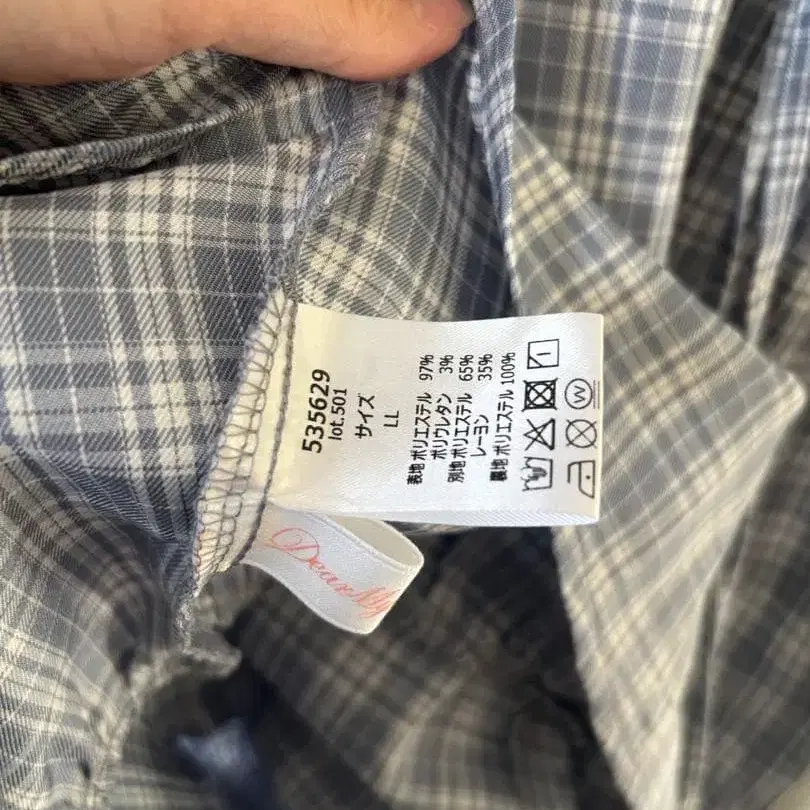 535629
lot.501
サイズ
LL
表地 ポリエステル 97%
ポリウレタン 3%
別地 ポリエステル 65%
レーヨン 35%
裏地 ポリエステル 100%
DearMy